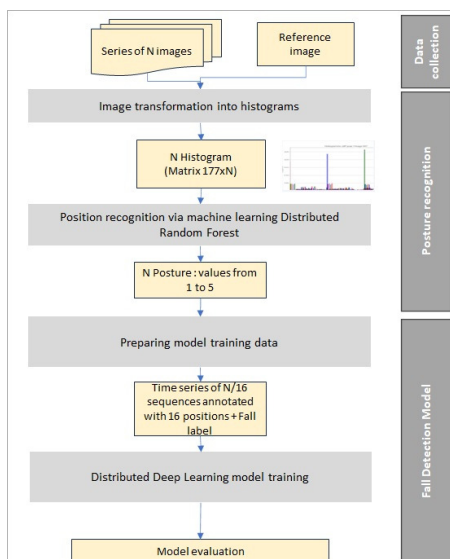 Series of N images
Reference
image
Data
collection
Image transformation into histograms
N Histogram
(Matrix 177xN)
Posture recognition
Position recognition via machine learning Distributed
Random Forest
N Posture : values from
1 to 5
Preparing model training data
Time series of N/16
sequences annotated
with 16 positions + Fall
label
Fall Detection Model
Distributed Deep Learning model training
Model evaluation